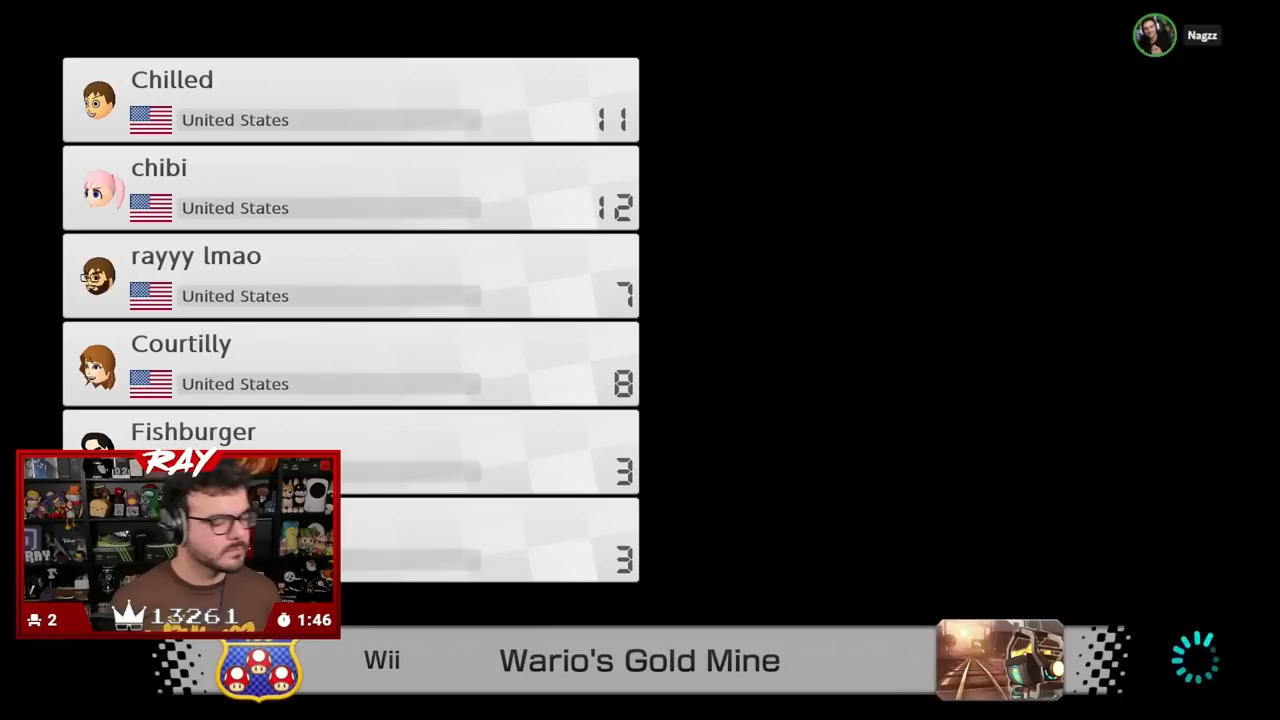 Nagzz
Chilled
United States
11
chibi
United States
12
rayyy lmao
United States
7
Courtilly
United States
8
Fishburger
3
3
RAY
13261
2
1:46
Wii
Wario's Gold Mine